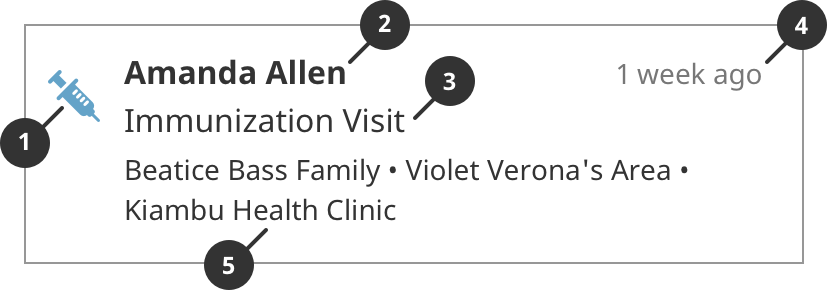 2
4
Amanda Allen
3
1 week ago
1
Immunization Visit
Beatice Bass Family • Violet Verona's Area •
Kiambu Health Clinic
5